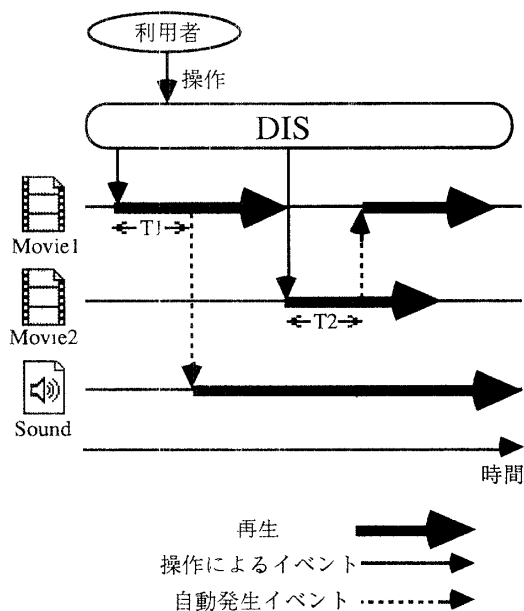 利用者
操作
DIS
Movie1
T1
Movie2
T2
Sound
時間
再生
操作によるイベント
自動発生イベント